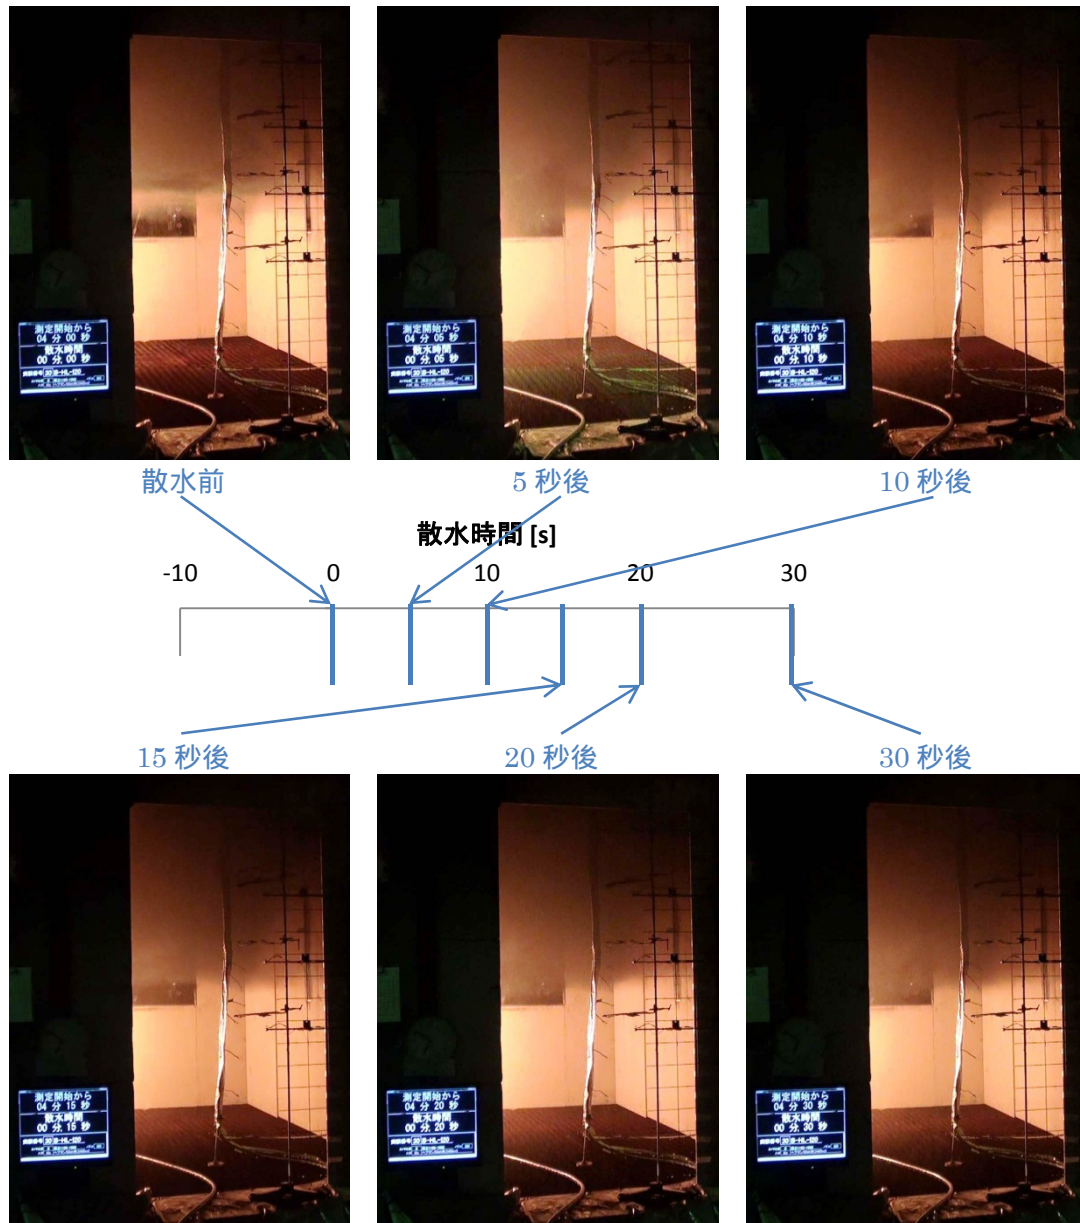 測定開始から
04 分 00 秒
散水時間
00 分 00 秒
測定開始から
04 分 05 秒
散水時間
00 分 05 秒
測定開始から
04 分 10 秒
散水時間
00 分 10 秒
散水前
5 秒後
10 秒後
散水時間 [s]
-10
0
10
20
30
15 秒後
20 秒後
30 秒後
測定開始から
04 分 15 秒
散水時間
00 分 15 秒
測定開始から
04 分 20 秒
散水時間
00 分 20 秒
測定開始から
04 分 30 秒
散水時間
00 分 30 秒